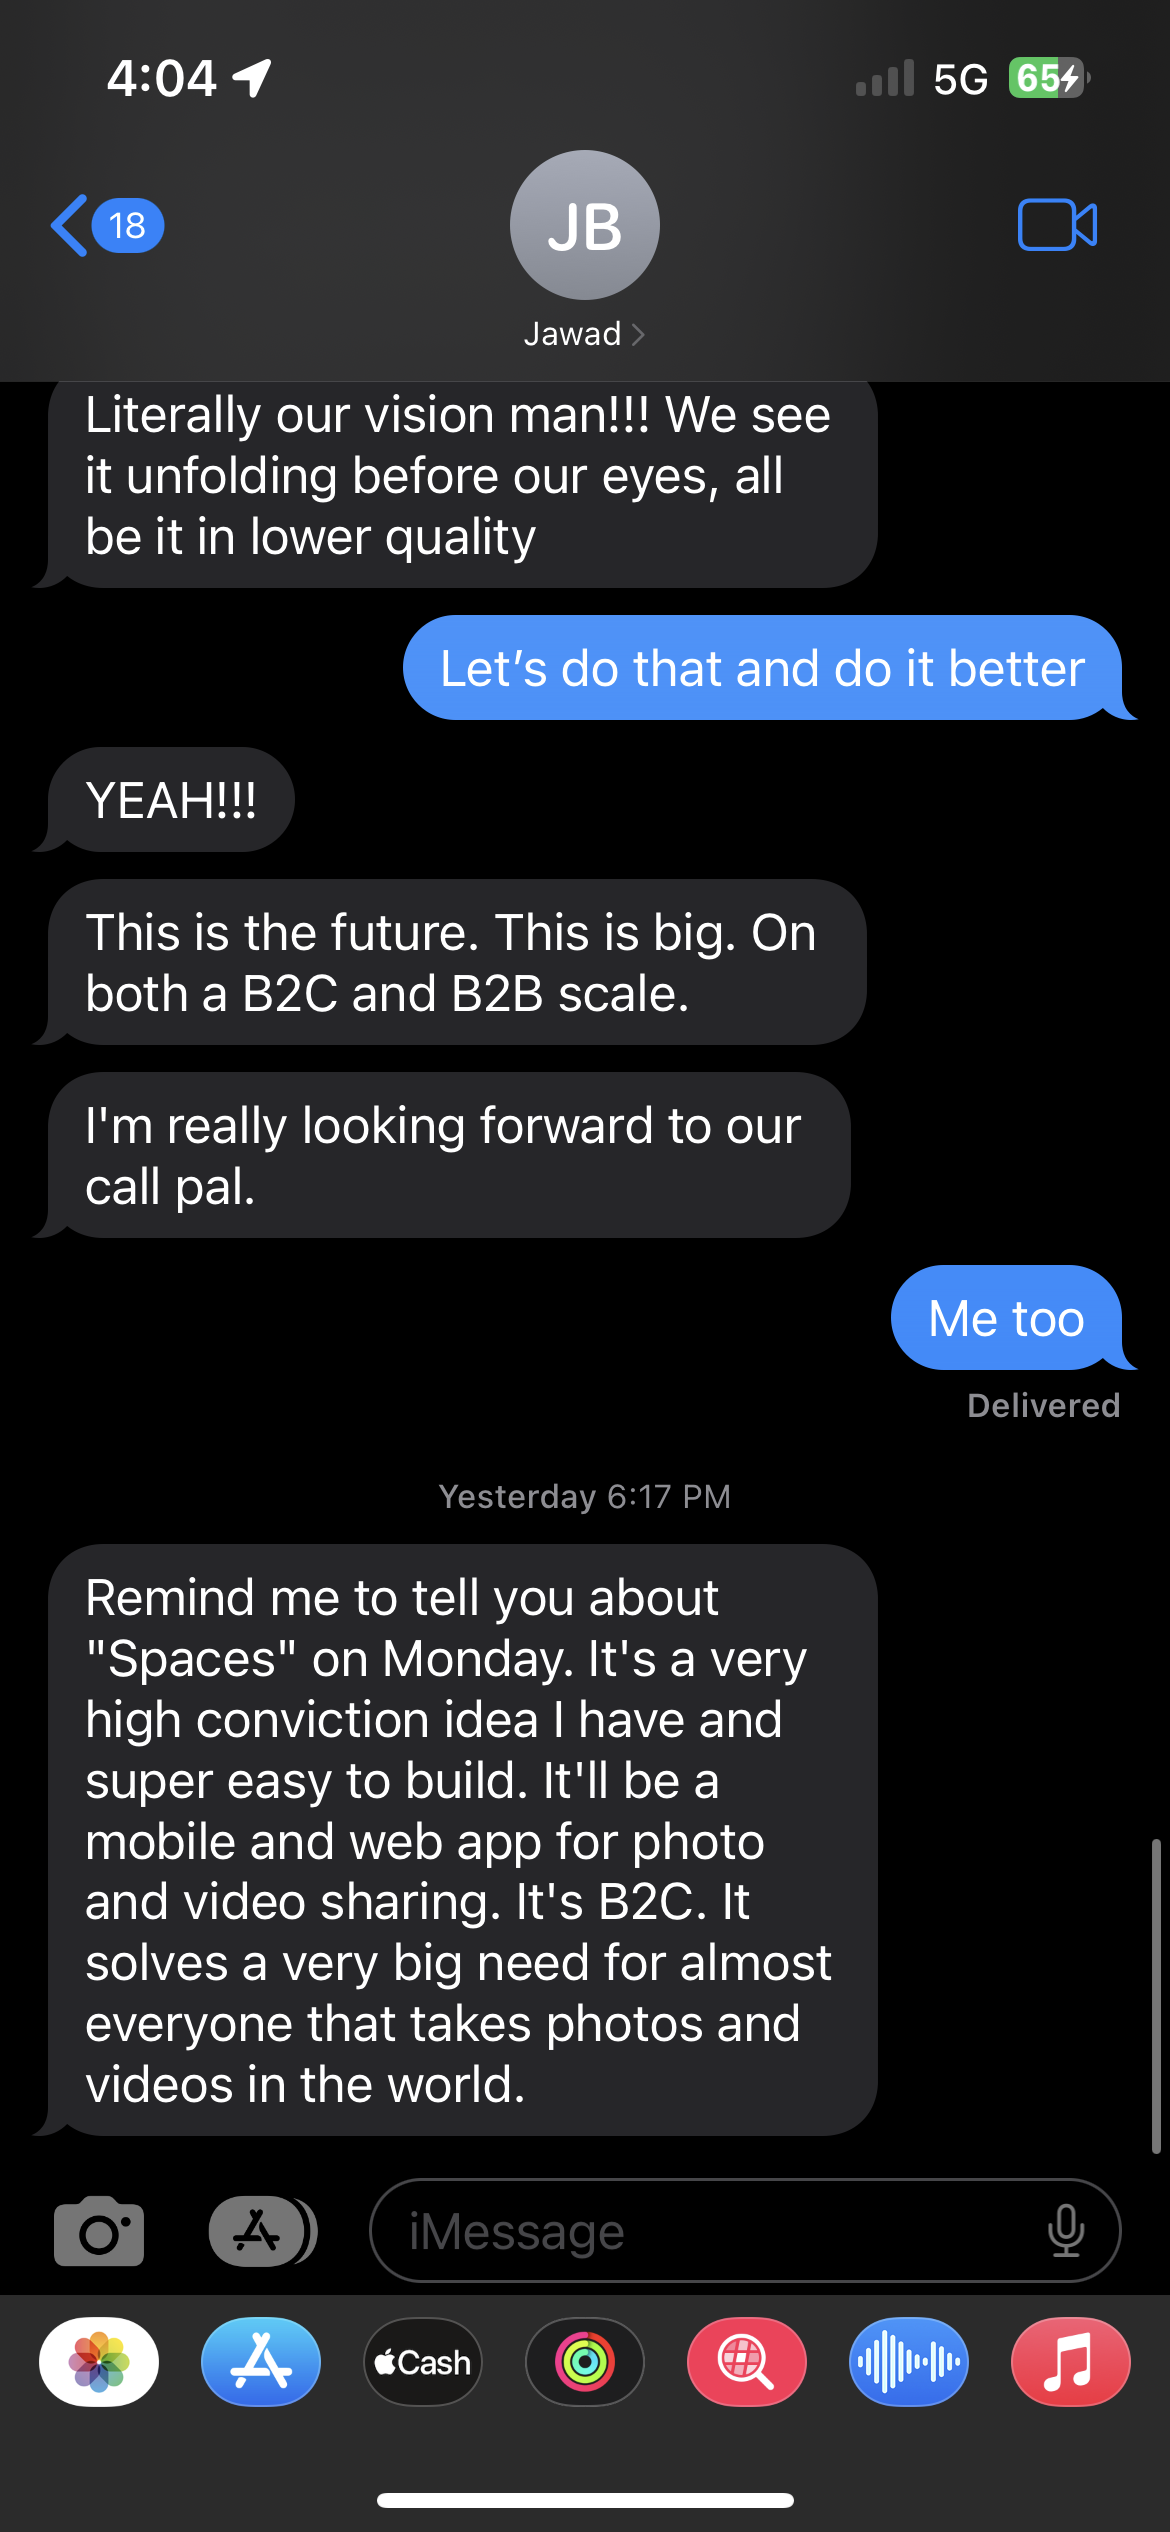 4:04
5G
65
18
JB
Jawad
Literally our vision man!!! We see
it unfolding before our eyes, all
be it in lower quality
Let’s do that and do it better
YEAH!!!
This is the future. This is big. On
both a B2C and B2B scale.
I'm really looking forward to our
call pal.
Me too
Delivered
Yesterday 6:17 PM
Remind me to tell you about
"Spaces" on Monday. It's a very
high conviction idea I have and
super easy to build. It'll be a
mobile and web app for photo
and video sharing. It's B2C. It
solves a very big need for almost
everyone that takes photos and
videos in the world.
iMessage
Cash